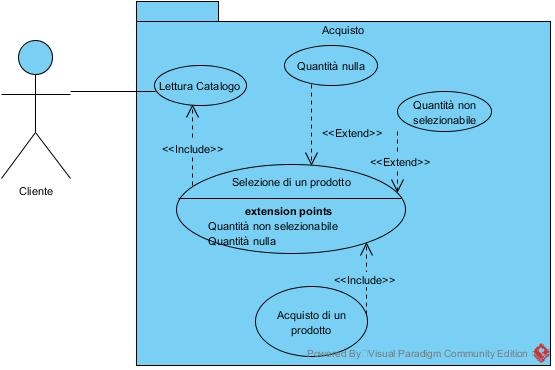 Acquisto
Quantità nulla
Lettura Catalogo
Quantità non
selezionabile
<<Extend>>
<<Include>>
<<Extend>>
Selezione di un prodotto
Cliente
extension points
Quantità non selezionabile
Quantità nulla
<<Include>>
Acquisto di un
prodotto
Powered By Visual Paradigm Community Edition